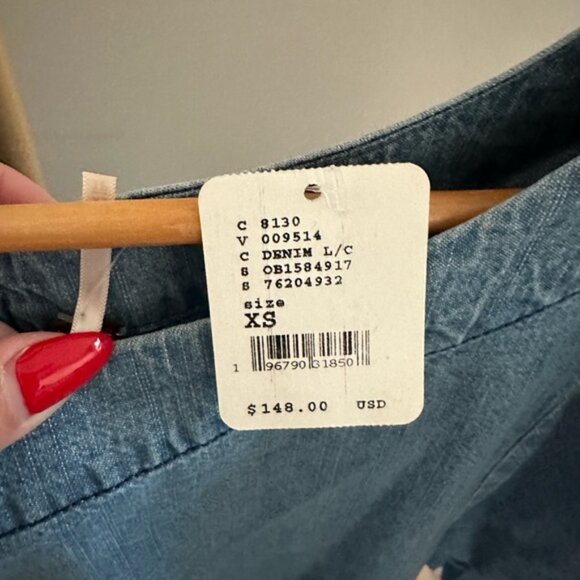 C 8130
V 009514
C DENIM L/C
S OB1584917
S 76204932
size
XS
1 96790 31850
$148.00 USD